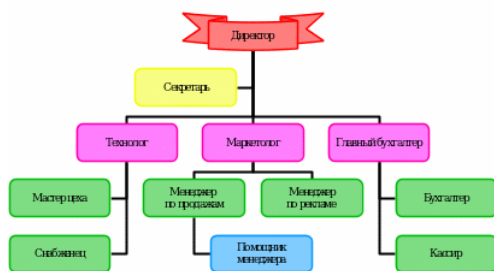 Директор
Секретарь
Технолог
Маркетолог
Главный бухгалтер
Мастер цеха
Менеджер
по продажам
Менеджер
по рекламе
Бухгалтер
Снабженец
Помощник
менеджера
Кассир